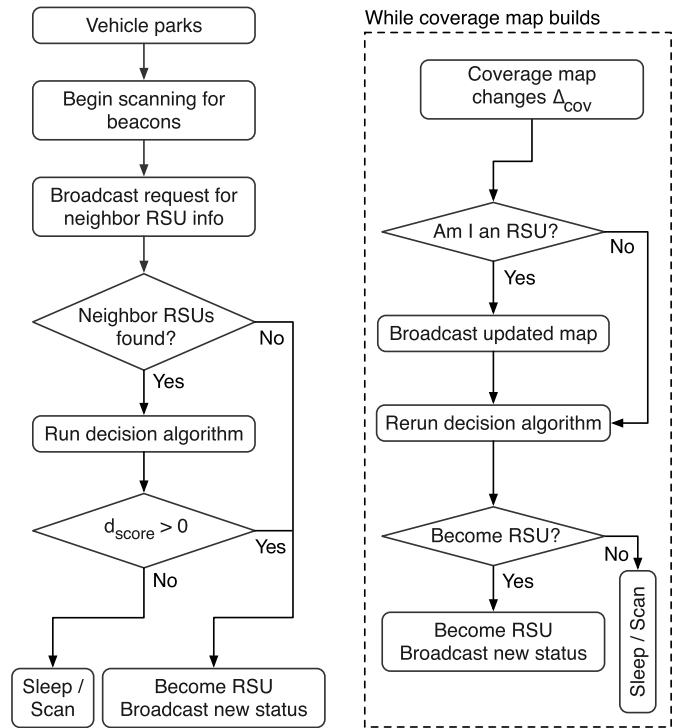 Vehicle parks
Begin scanning for
beacons
Broadcast request for
neighbor RSU info
Neighbor RSUs
found?
No
Yes
Run decision algorithm
d_score > 0
Yes
No
Sleep /
Scan
Become RSU
Broadcast new status
While coverage map builds
Coverage map
changes Δ_cov
Am I an RSU?
No
Yes
Broadcast updated map
Rerun decision algorithm
Become RSU?
No
Yes
Become RSU
Broadcast new status
Sleep / Scan